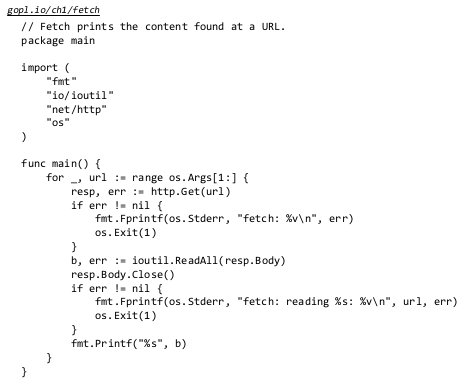 gopl.io/ch1/fetch
// Fetch prints the content found at a URL.
package main
import (
"fmt"
"io/ioutil"
"net/http"
"os"
)
func main() {
for _, url := range os.Args[1:] {
resp, err := http.Get(url)
if err != nil {
fmt.Fprintf(os.Stderr, "fetch: %v\n", err)
os.Exit(1)
}
b, err := ioutil.ReadAll(resp.Body)
resp.Body.Close()
if err != nil {
fmt.Fprintf(os.Stderr, "fetch: reading %s: %v\n", url, err)
os.Exit(1)
}
fmt.Printf("%s", b)
}
}